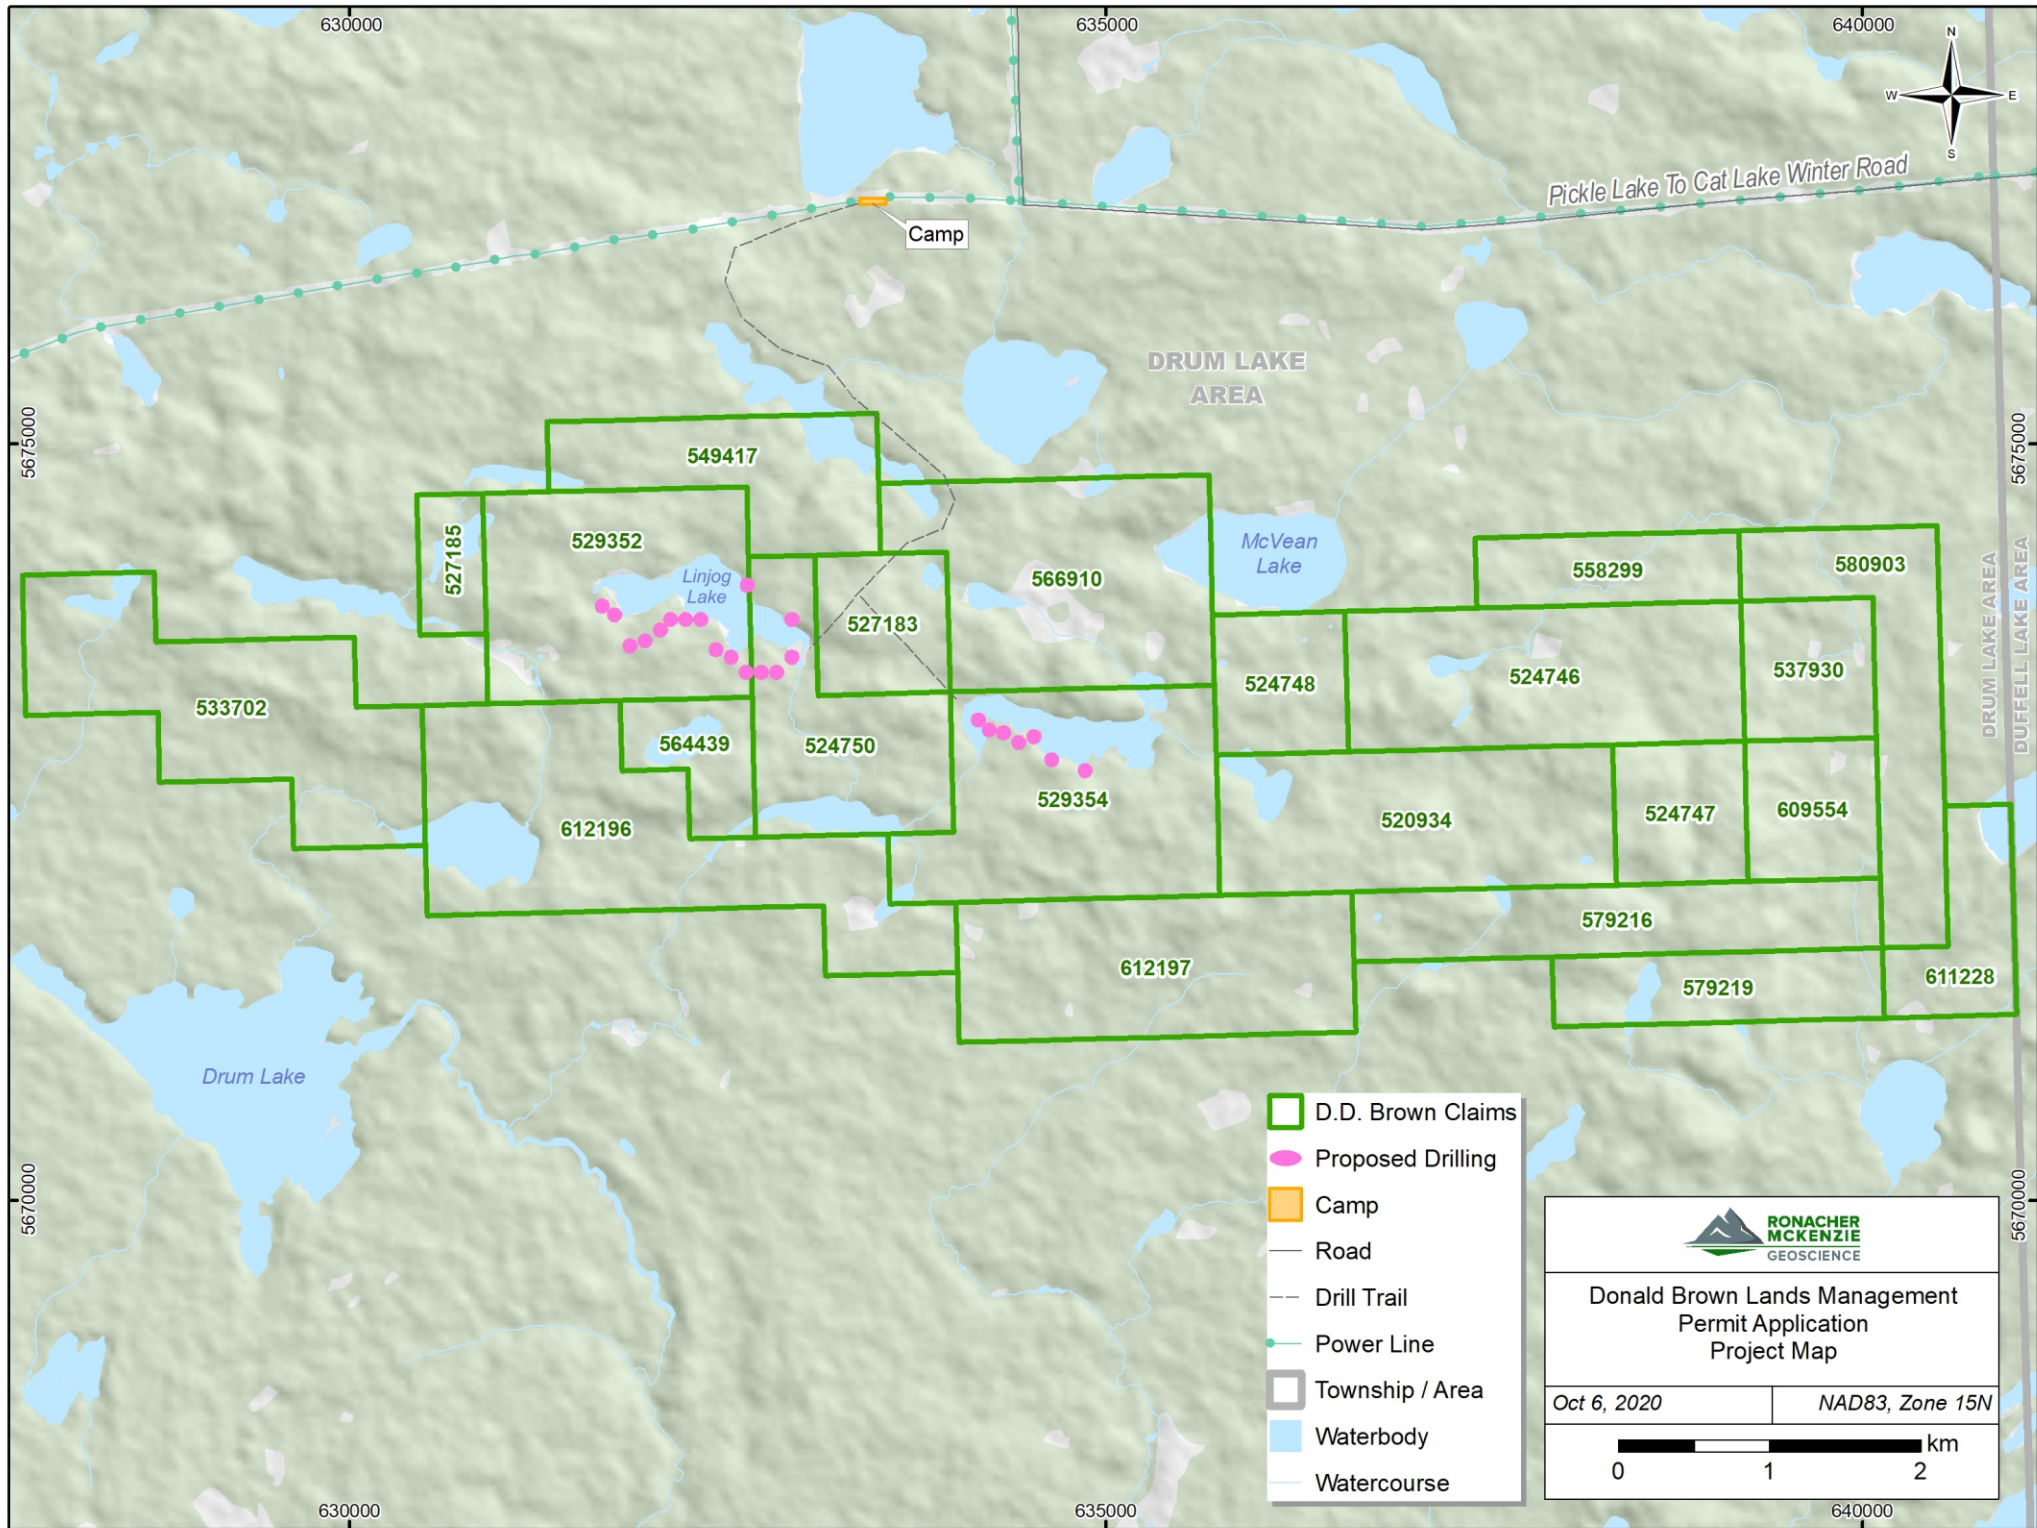 630000
635000
640000
N
W
E
S
Pickle Lake To Cat Lake Winter Road
Camp
DRUM LAKE
AREA
5675000
5675000
549417
527185
529352
McVean
Lake
558299
580903
566910
Linjog
Lake
527183
DRUM LAKE AREA
DUFFELL LAKE AREA
524748
524746
537930
533702
564439
524750
529354
612196
520934
524747
609554
579216
612197
579219
611228
Drum Lake
D.D. Brown Claims
Proposed Drilling
Camp
Road
Drill Trail
Power Line
Township / Area
Waterbody
Watercourse
5670000
5670000
RONACHER
MCKENZIE
GEOSCIENCE
Donald Brown Lands Management
Permit Application
Project Map
Oct 6, 2020
NAD83, Zone 15N
km
0
1
2
630000
635000
640000